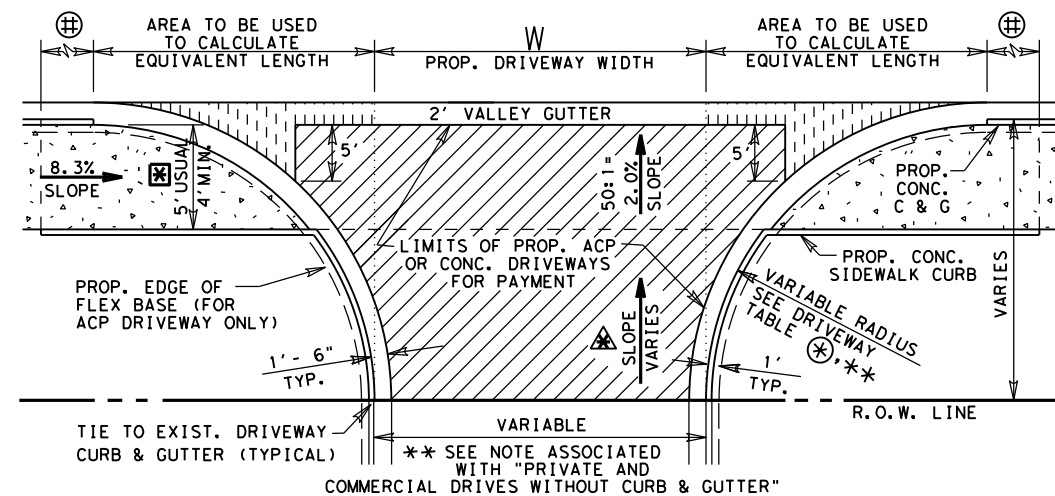 #
AREA TO BE USED
TO CALCULATE
EQUIVALENT LENGTH
W
PROP. DRIVEWAY WIDTH
AREA TO BE USED
TO CALCULATE
EQUIVALENT LENGTH
#
2' VALLEY GUTTER
8.3%
SLOPE
*
5' USUAL
4' MIN.
5'
50:1 =
2.0%
SLOPE
5'
PROP.
CONC.
C & G
LIMITS OF PROP. ACP
OR CONC. DRIVEWAYS
FOR PAYMENT
PROP. CONC.
SIDEWALK CURB
VARIES
PROP. EDGE OF
FLEX BASE (FOR
ACP DRIVEWAY ONLY)
*
SLOPE
VARIES
VARIABLE RADIUS
SEE DRIVEWAY
TABLE *,**
1'-6"
TYP.
1'
TYP.
R.O.W. LINE
TIE TO EXIST. DRIVEWAY
CURB & GUTTER (TYPICAL)
VARIABLE
** SEE NOTE ASSOCIATED
WITH "PRIVATE AND
COMMERCIAL DRIVES WITHOUT CURB & GUTTER"